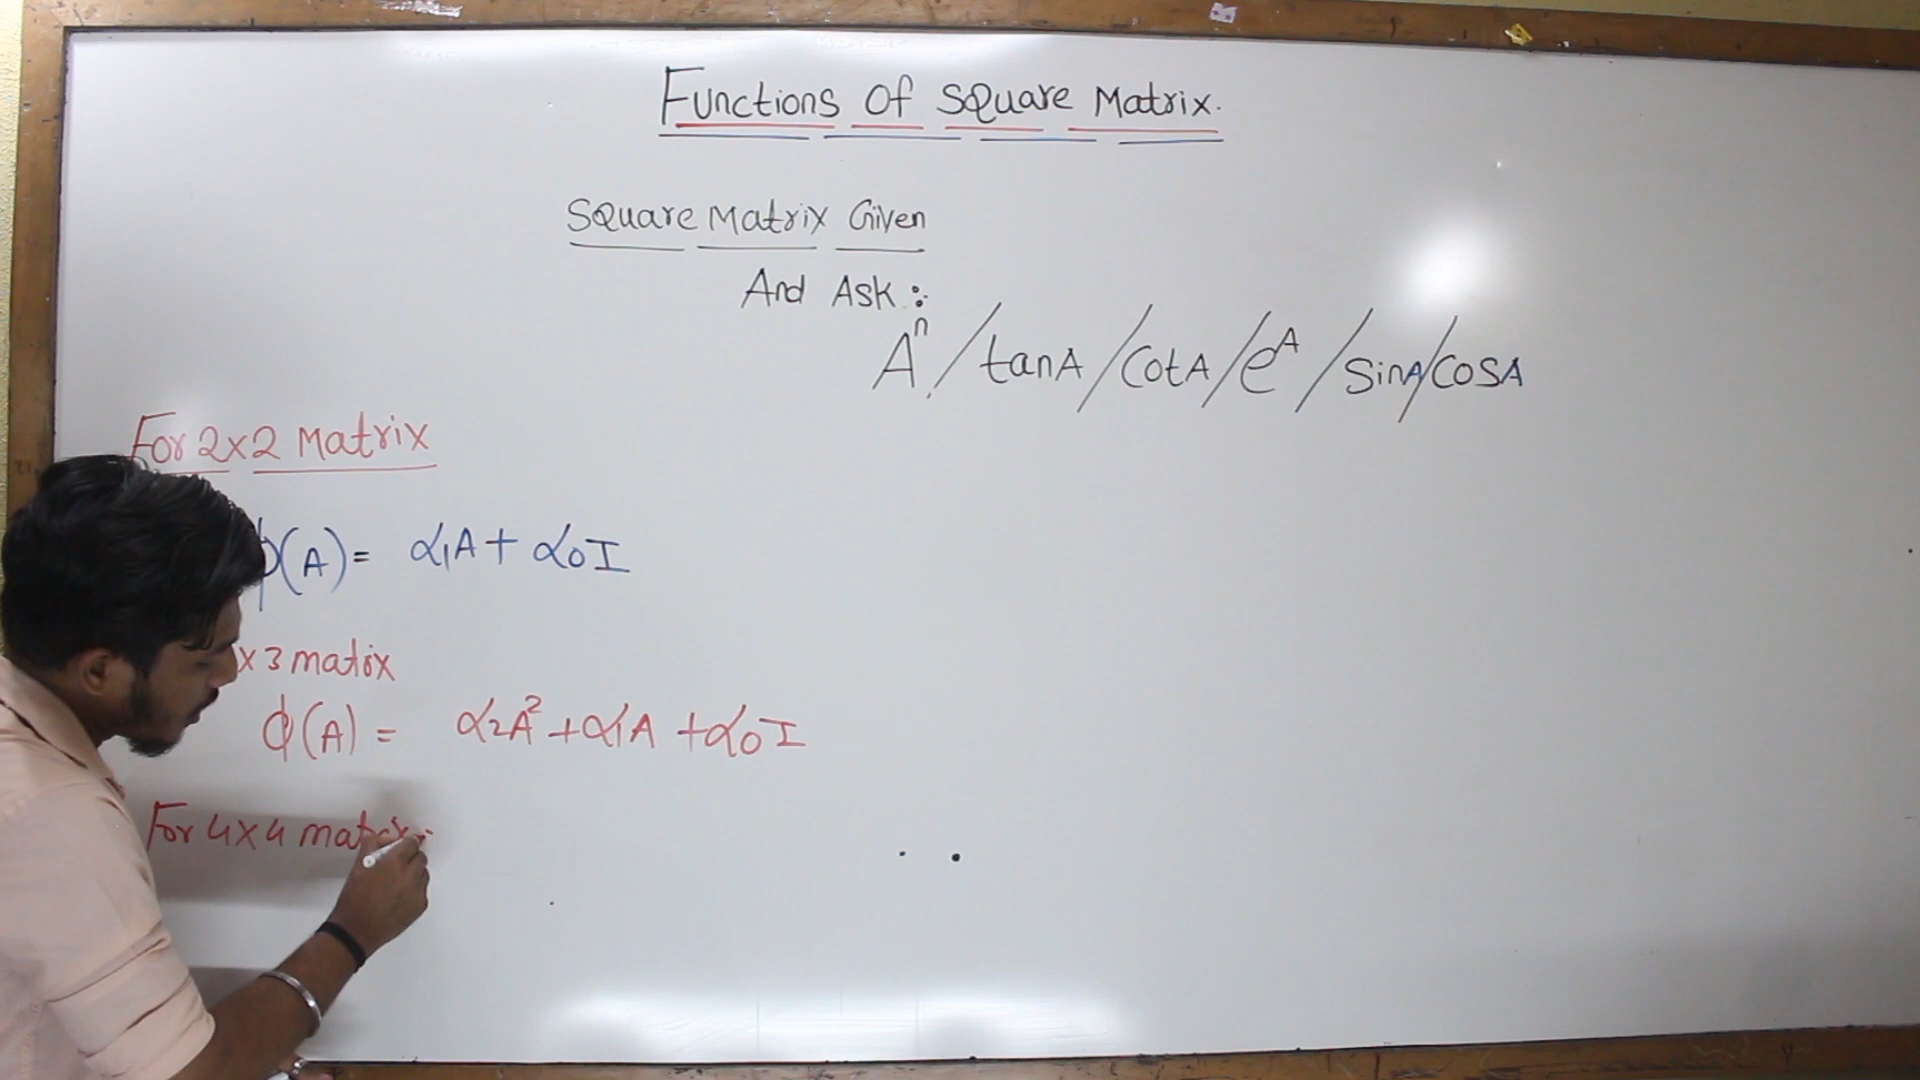 Functions Of Square Matrix.
Square Matrix Given
And Ask :
Aⁿ / tanA / cotA / e^A / sinA / cosA
For 2x2 Matrix
ϕ(A) = α₁A + α₀I
x 3 matix
ϕ(A) = α₂A² + α₁A + α₀I
For 4x4 matrix